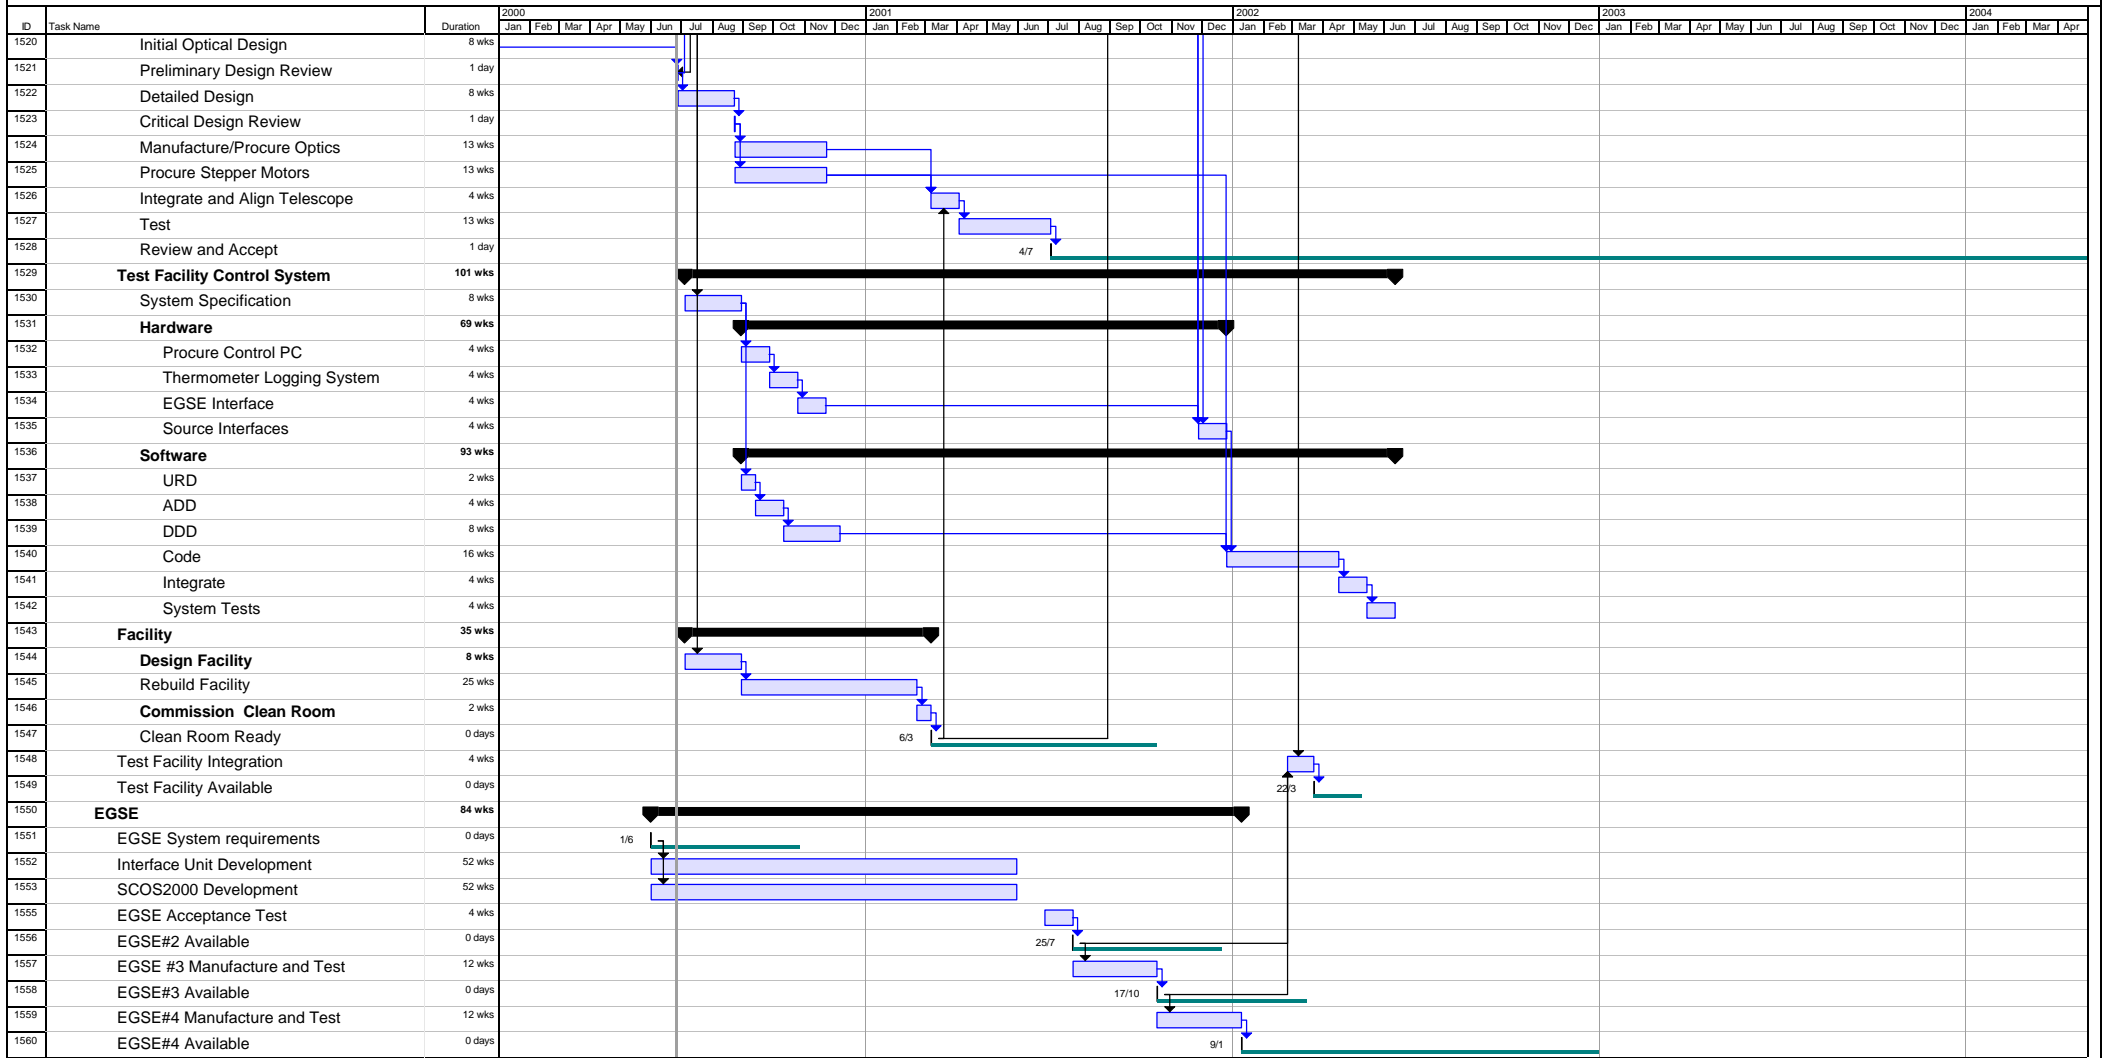 2000 2001 2002 2003 2004
ID Task Name Duration Jan Feb Mar Apr May Jun Jul Aug Sep Oct Nov Dec Jan Feb Mar Apr May Jun Jul Aug Sep Oct Nov Dec Jan Feb Mar Apr May Jun Jul Aug Sep Oct Nov Dec Jan Feb Mar Apr May Jun Jul Aug Sep Oct Nov Dec Jan Feb Mar Apr
1520 Initial Optical Design 8 wks
1521 Preliminary Design Review 1 day
1522 Detailed Design 8 wks
1523 Critical Design Review 1 day
1524 Manufacture/Procure Optics 13 wks
1525 Procure Stepper Motors 13 wks
1526 Integrate and Align Telescope 4 wks
1527 Test 13 wks
1528 Review and Accept 1 day 4/7
1529 Test Facility Control System 101 wks
1530 System Specification 8 wks
1531 Hardware 69 wks
1532 Procure Control PC 4 wks
1533 Thermometer Logging System 4 wks
1534 EGSE Interface 4 wks
1535 Source Interfaces 4 wks
1536 Software 93 wks
1537 URD 2 wks
1538 ADD 4 wks
1539 DDD 8 wks
1540 Code 16 wks
1541 Integrate 4 wks
1542 System Tests 4 wks
1543 Facility 35 wks
1544 Design Facility 8 wks
1545 Rebuild Facility 25 wks
1546 Commission Clean Room 2 wks
1547 Clean Room Ready 0 days 6/3
1548 Test Facility Integration 4 wks
1549 Test Facility Available 0 days 22/3
1550 EGSE 84 wks
1551 EGSE System requirements 0 days 1/6
1552 Interface Unit Development 52 wks
1553 SCOS2000 Development 52 wks
1555 EGSE Acceptance Test 4 wks
1556 EGSE#2 Available 0 days 25/7
1557 EGSE #3 Manufacture and Test 12 wks
1558 EGSE#3 Available 0 days 17/10
1559 EGSE#4 Manufacture and Test 12 wks
1560 EGSE#4 Available 0 days 9/1